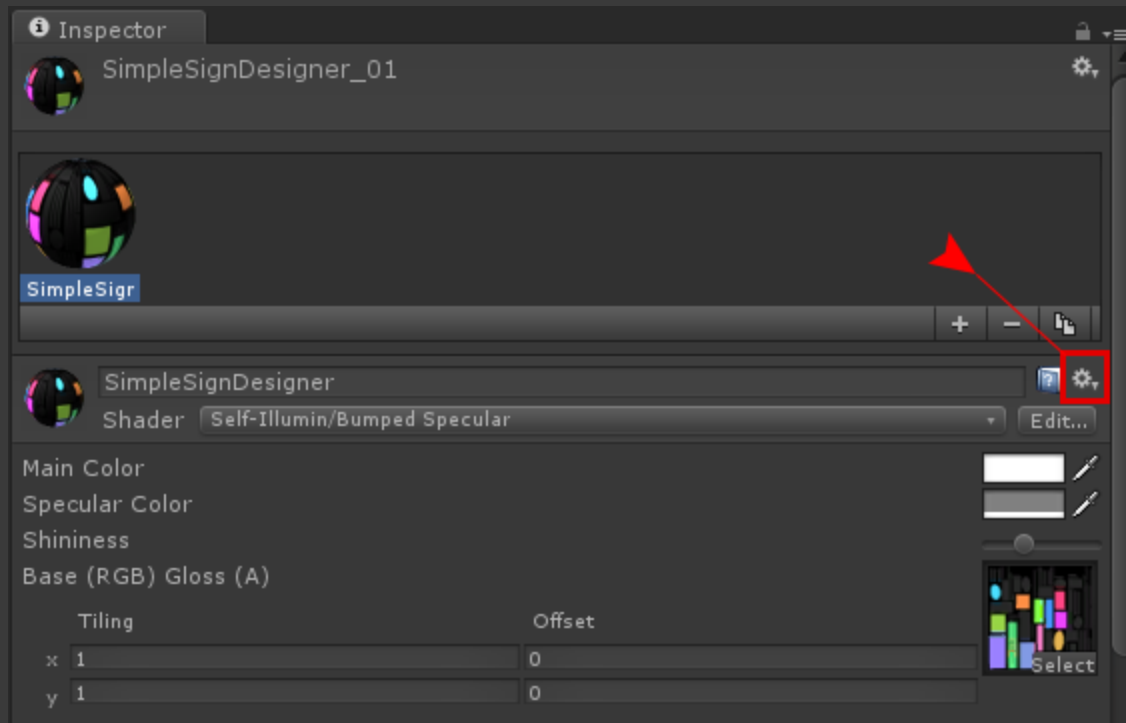 Inspector
SimpleSignDesigner_01
SimpleSigr
SimpleSignDesigner
Shader Self-Illumin/Bumped Specular Edit...
Main Color
Specular Color
Shininess
Base (RGB) Gloss (A)
Tiling Offset
x 1 0
y 1 0
Select